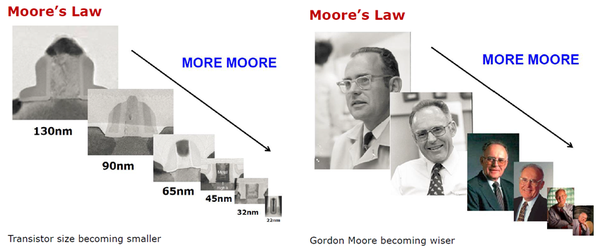 Moore's Law
MORE MOORE
130nm
90nm
65nm
45nm
32nm
22nm
Transistor size becoming smaller
Moore's Law
MORE MOORE
Gordon Moore becoming wiser